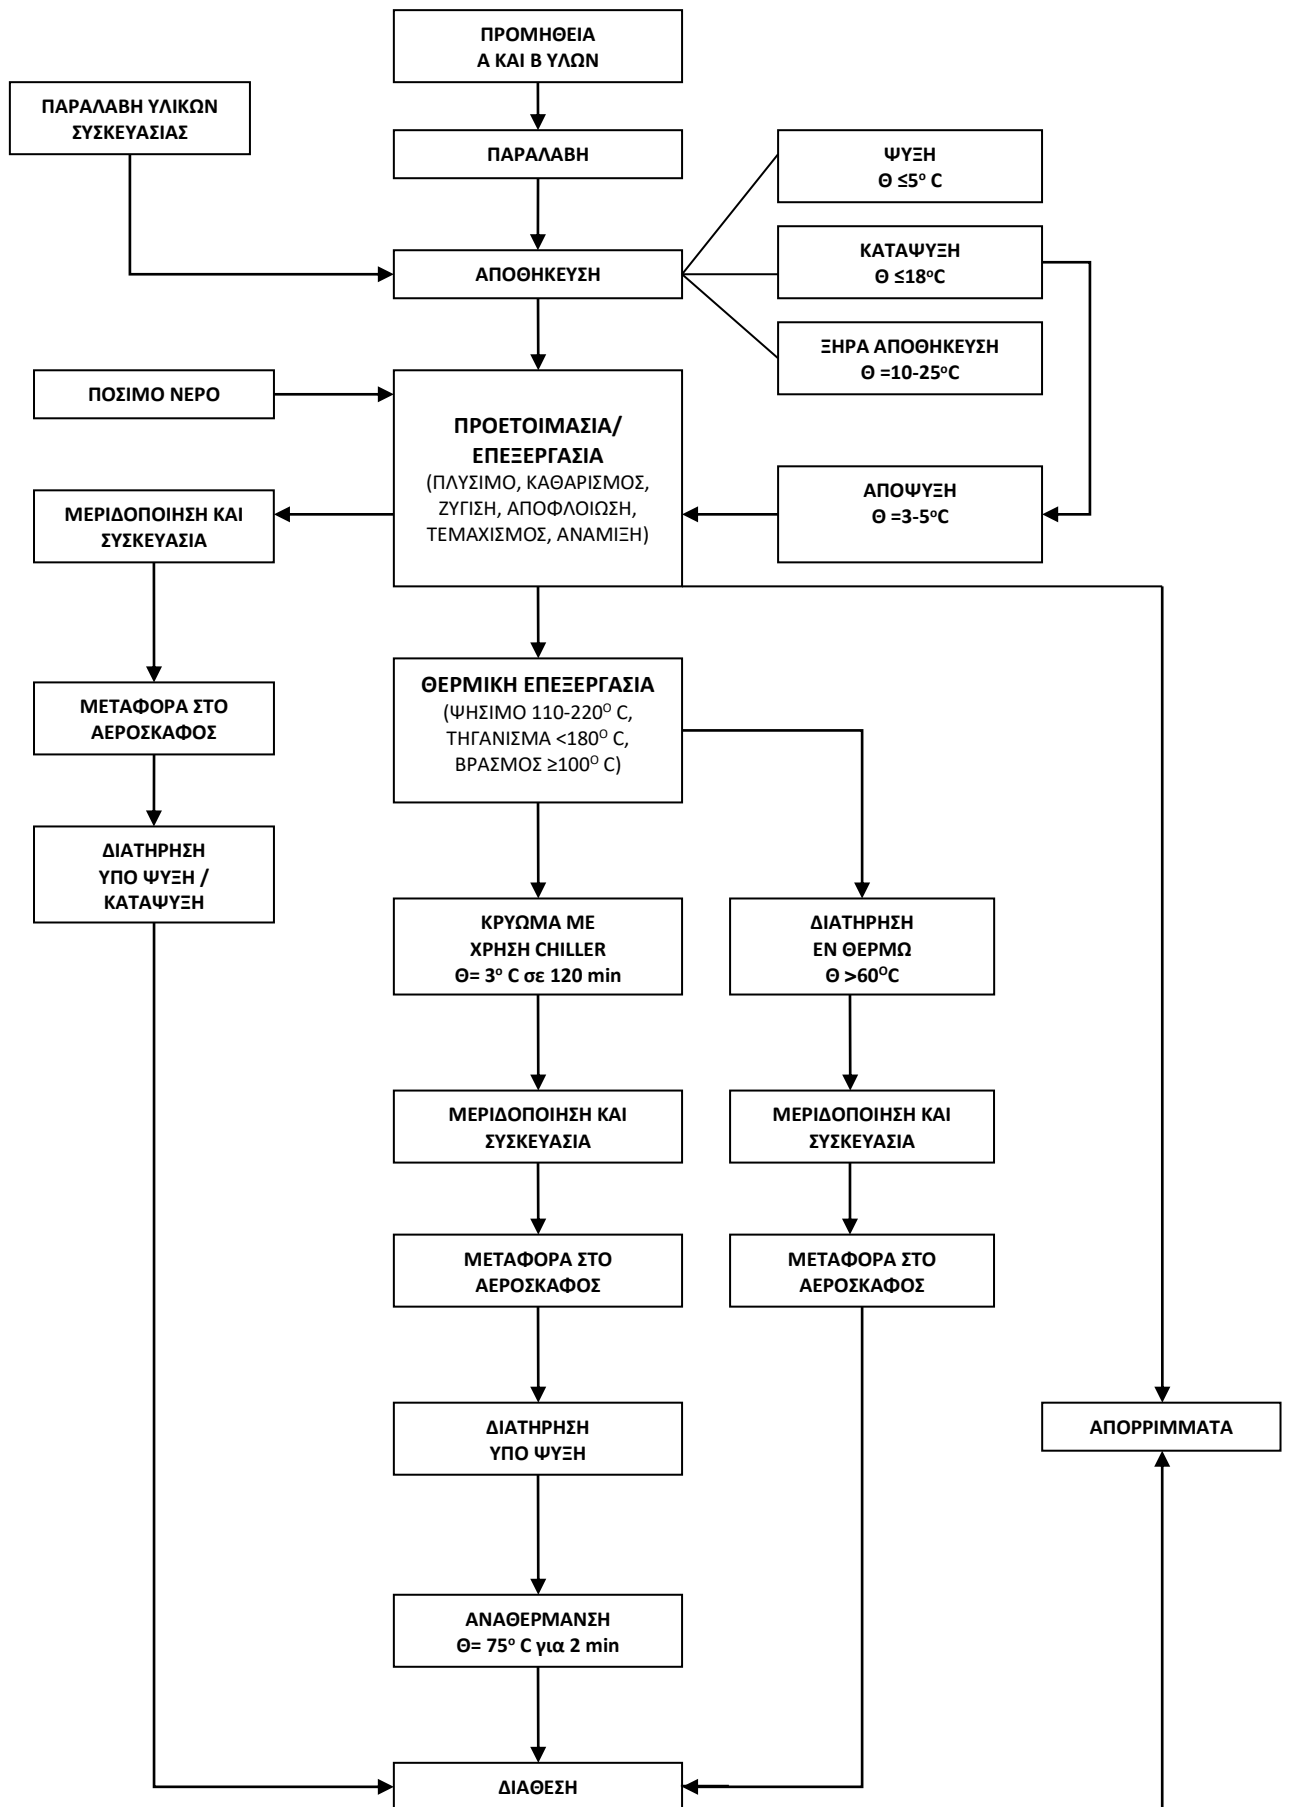 ΠΡΟΜΗΘΕΙΑ
Α ΚΑΙ Β ΥΛΩΝ
ΠΑΡΑΛΑΒΗ ΥΛΙΚΩΝ
ΣΥΣΚΕΥΑΣΙΑΣ
ΠΑΡΑΛΑΒΗ
ΨΥΞΗ
Θ ≤5° C
ΑΠΟΘΗΚΕΥΣΗ
ΚΑΤΑΨΥΞΗ
Θ ≤18°C
ΞΗΡΑ ΑΠΟΘΗΚΕΥΣΗ
Θ =10-25°C
ΠΟΣΙΜΟ ΝΕΡΟ
ΠΡΟΕΤΟΙΜΑΣΙΑ/
ΕΠΕΞΕΡΓΑΣΙΑ
(ΠΛΥΣΙΜΟ, ΚΑΘΑΡΙΣΜΟΣ,
ΖΥΓΙΣΗ, ΑΠΟΦΛΟΙΩΣΗ,
ΤΕΜΑΧΙΣΜΟΣ, ΑΝΑΜΙΞΗ)
ΜΕΡΙΔΟΠΟΙΗΣΗ ΚΑΙ
ΣΥΣΚΕΥΑΣΙΑ
ΑΠΟΨΥΞΗ
Θ =3-5°C
ΜΕΤΑΦΟΡΑ ΣΤΟ
ΑΕΡΟΣΚΑΦΟΣ
ΘΕΡΜΙΚΗ ΕΠΕΞΕΡΓΑΣΙΑ
(ΨΗΣΙΜΟ 110-220° C,
ΤΗΓΑΝΙΣΜΑ <180° C,
ΒΡΑΣΜΟΣ ≥100° C)
ΔΙΑΤΗΡΗΣΗ
ΥΠΟ ΨΥΞΗ /
ΚΑΤΑΨΥΞΗ
ΚΡΥΩΜΑ ΜΕ
ΧΡΗΣΗ CHILLER
Θ= 3° C σε 120 min
ΔΙΑΤΗΡΗΣΗ
ΕΝ ΘΕΡΜΩ
Θ >60°C
ΜΕΡΙΔΟΠΟΙΗΣΗ ΚΑΙ
ΣΥΣΚΕΥΑΣΙΑ
ΜΕΡΙΔΟΠΟΙΗΣΗ ΚΑΙ
ΣΥΣΚΕΥΑΣΙΑ
ΜΕΤΑΦΟΡΑ ΣΤΟ
ΑΕΡΟΣΚΑΦΟΣ
ΜΕΤΑΦΟΡΑ ΣΤΟ
ΑΕΡΟΣΚΑΦΟΣ
ΔΙΑΤΗΡΗΣΗ
ΥΠΟ ΨΥΞΗ
ΑΠΟΡΡΙΜΜΑΤΑ
ΑΝΑΘΕΡΜΑΝΣΗ
Θ= 75° C για 2 min
ΔΙΑΘΕΣΗ